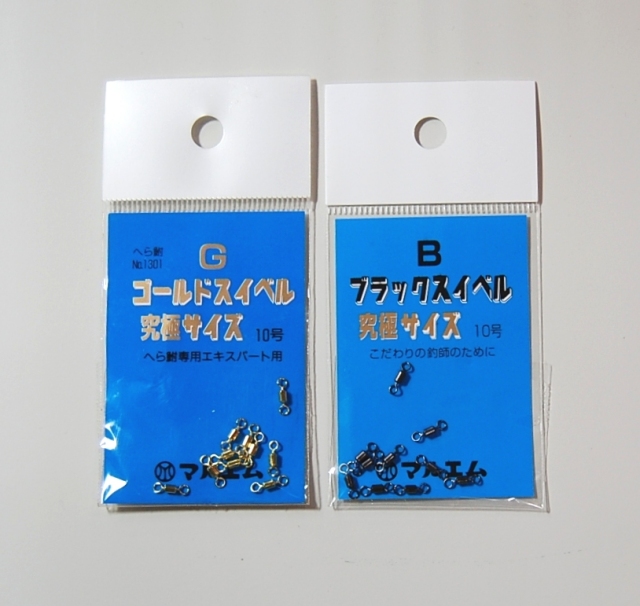 へら鮒
No.1301
G
ゴールドスイベル
究極サイズ 10号
へら鮒専用エキスパート用
マルエム
B
ブラックスイベル
究極サイズ 10号
こだわりの釣師のために
マルエム